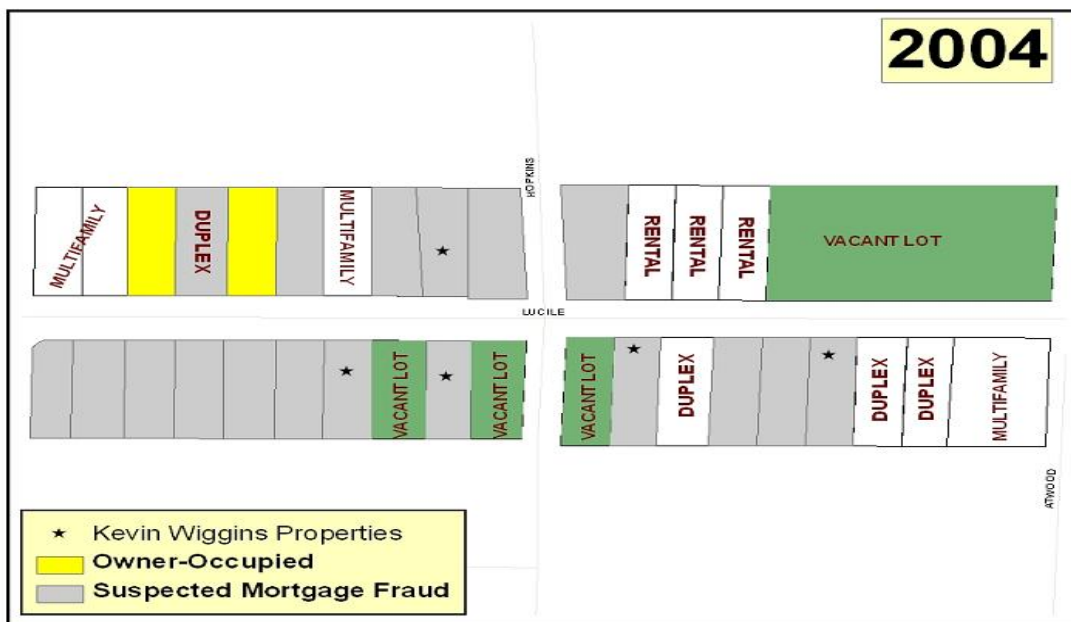 2004
HOPKINS
MULTIFAMILY
DUPLEX
MULTIFAMILY
RENTAL
RENTAL
RENTAL
VACANT LOT
LUCILE
VACANT LOT
VACANT LOT
VACANT LOT
DUPLEX
DUPLEX
DUPLEX
MULTIFAMILY
ATWOOD
Kevin Wiggins Properties
Owner-Occupied
Suspected Mortgage Fraud